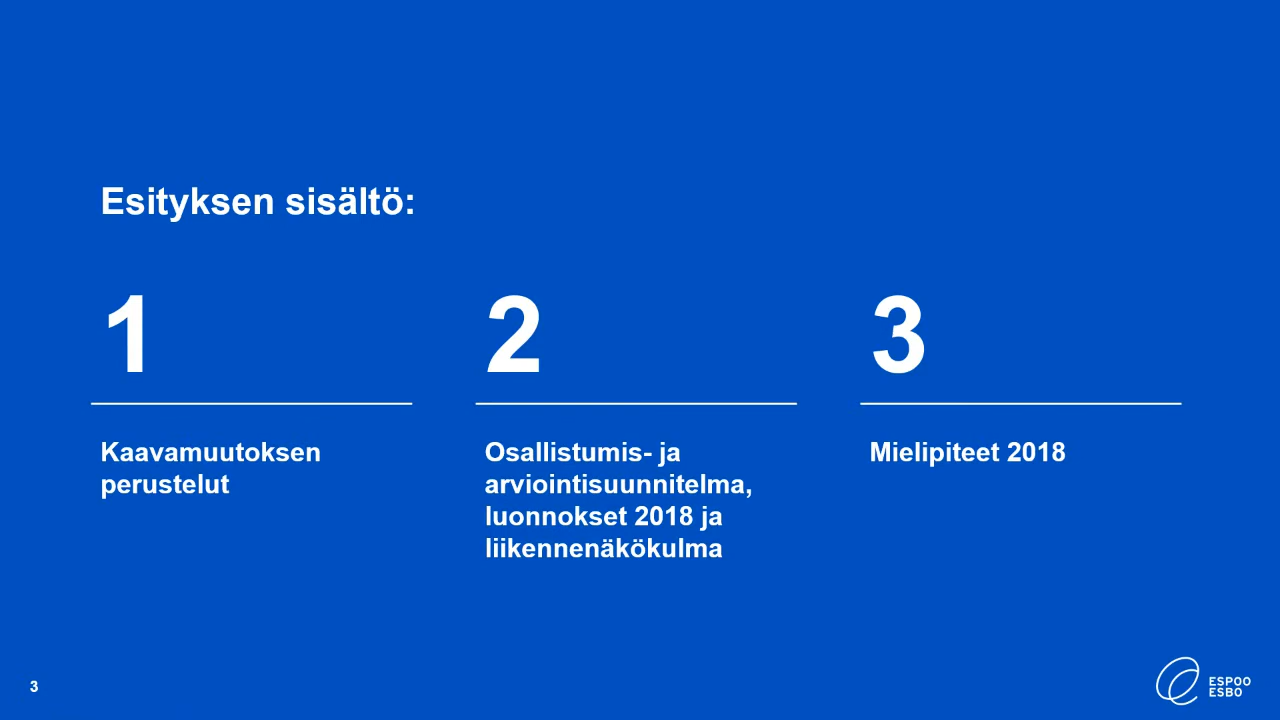 Esityksen sisältö:
1
Kaavamuutoksen
perustelut
2
Osallistumis- ja
arviointisuunnitelma,
luonnokset 2018 ja
liikennenäkökulma
3
Mielipiteet 2018
3
ESPOO
ESBO